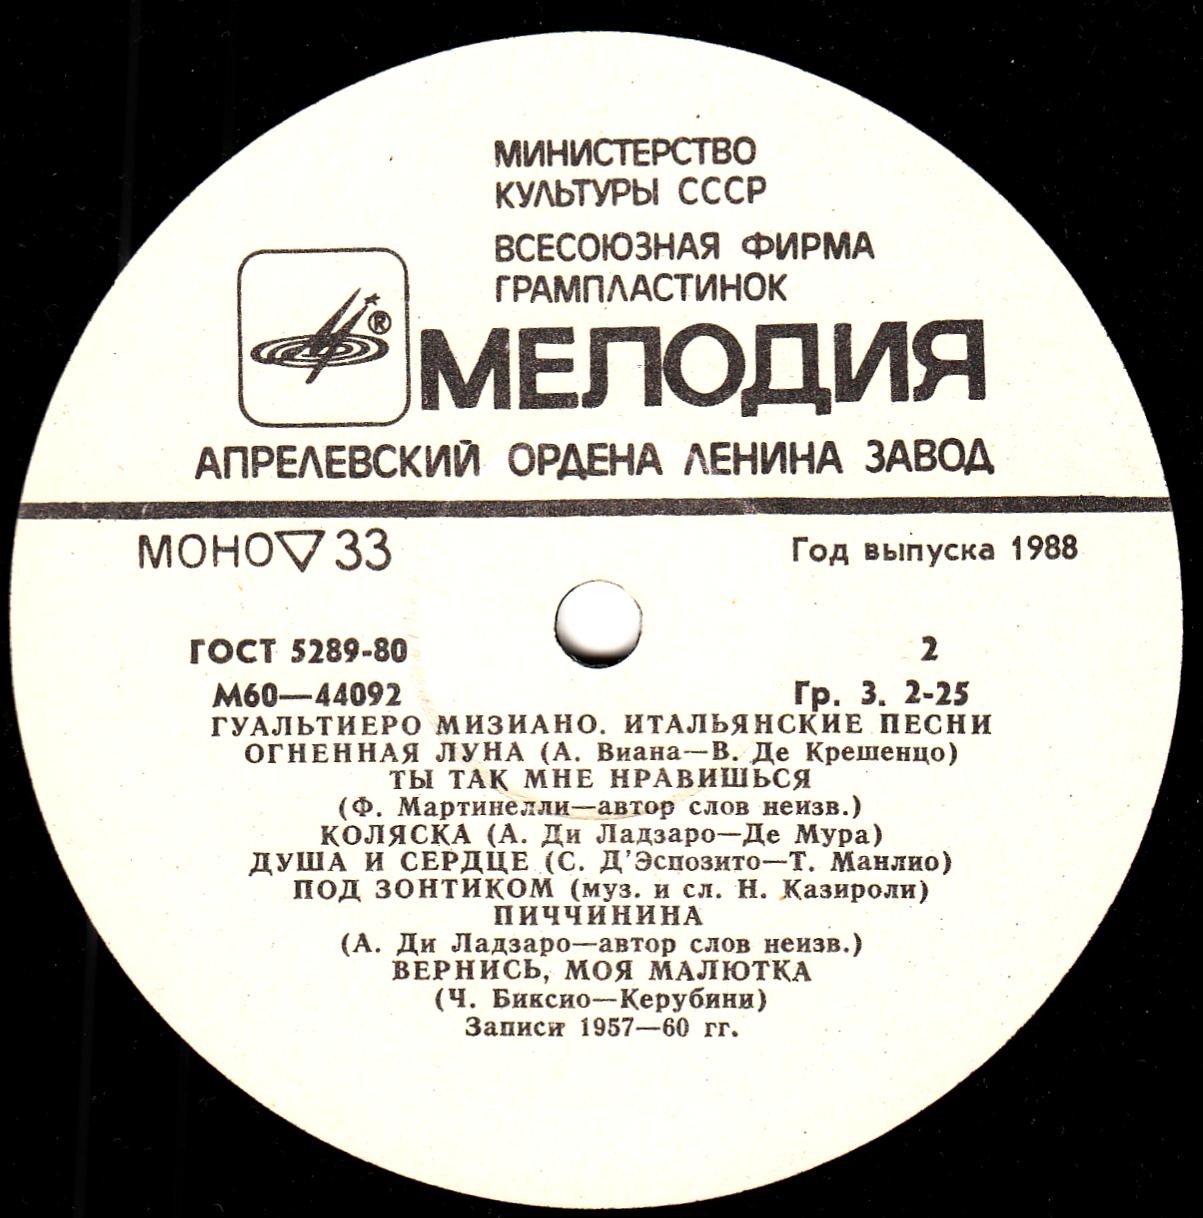 МИНИСТЕРСТВО
КУЛЬТУРЫ СССР
ВСЕСОЮЗНАЯ ФИРМА
ГРАМПЛАСТИНОК
®
МЕЛОДИЯ
АПРЕЛЕВСКИЙ ОРДЕНА ЛЕНИНА ЗАВОД
МОНО ▽ 33
Год выпуска 1988
ГОСТ 5289-80
2
М60—44092
Гр. 3. 2-25
ГУАЛЬТИЕРО МИЗИАНО. ИТАЛЬЯНСКИЕ ПЕСНИ
ОГНЕННАЯ ЛУНА (А. Виана—В. Де Крешенцо)
ТЫ ТАК МНЕ НРАВИШЬСЯ
(Ф. Мартинелли—автор слов неизв.)
КОЛЯСКА (А. Ди Ладзаро—Де Мура)
ДУША И СЕРДЦЕ (С. Д'Эспозито—Т. Манлио)
ПОД ЗОНТИКОМ (муз. и сл. Н. Казироли)
ПИЧЧИНИНА
(А. Ди Ладзаро—автор слов неизв.)
ВЕРНИСЬ, МОЯ МАЛЮТКА
(Ч. Биксио—Керубини)
Записи 1957—60 гг.